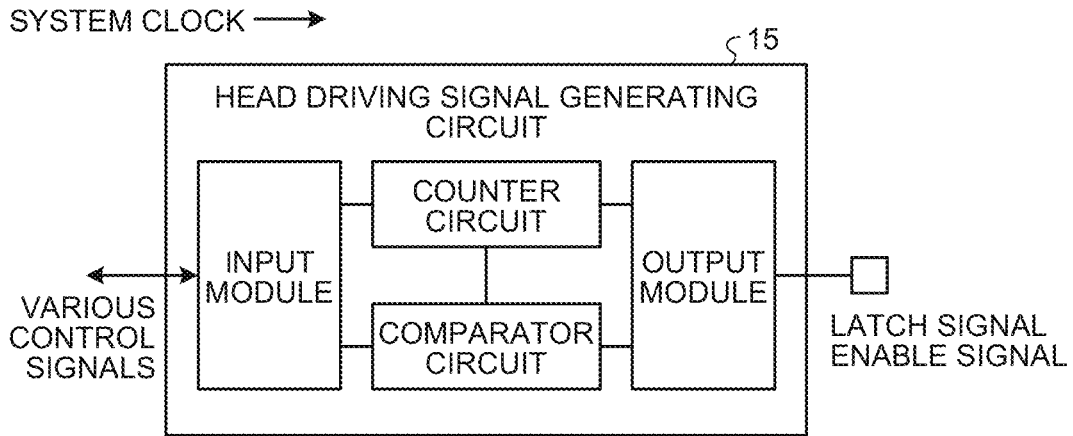 SYSTEM CLOCK
15
HEAD DRIVING SIGNAL GENERATING
CIRCUIT
INPUT
MODULE
COUNTER
CIRCUIT
COMPARATOR
CIRCUIT
OUTPUT
MODULE
VARIOUS
CONTROL
SIGNALS
LATCH SIGNAL
ENABLE SIGNAL